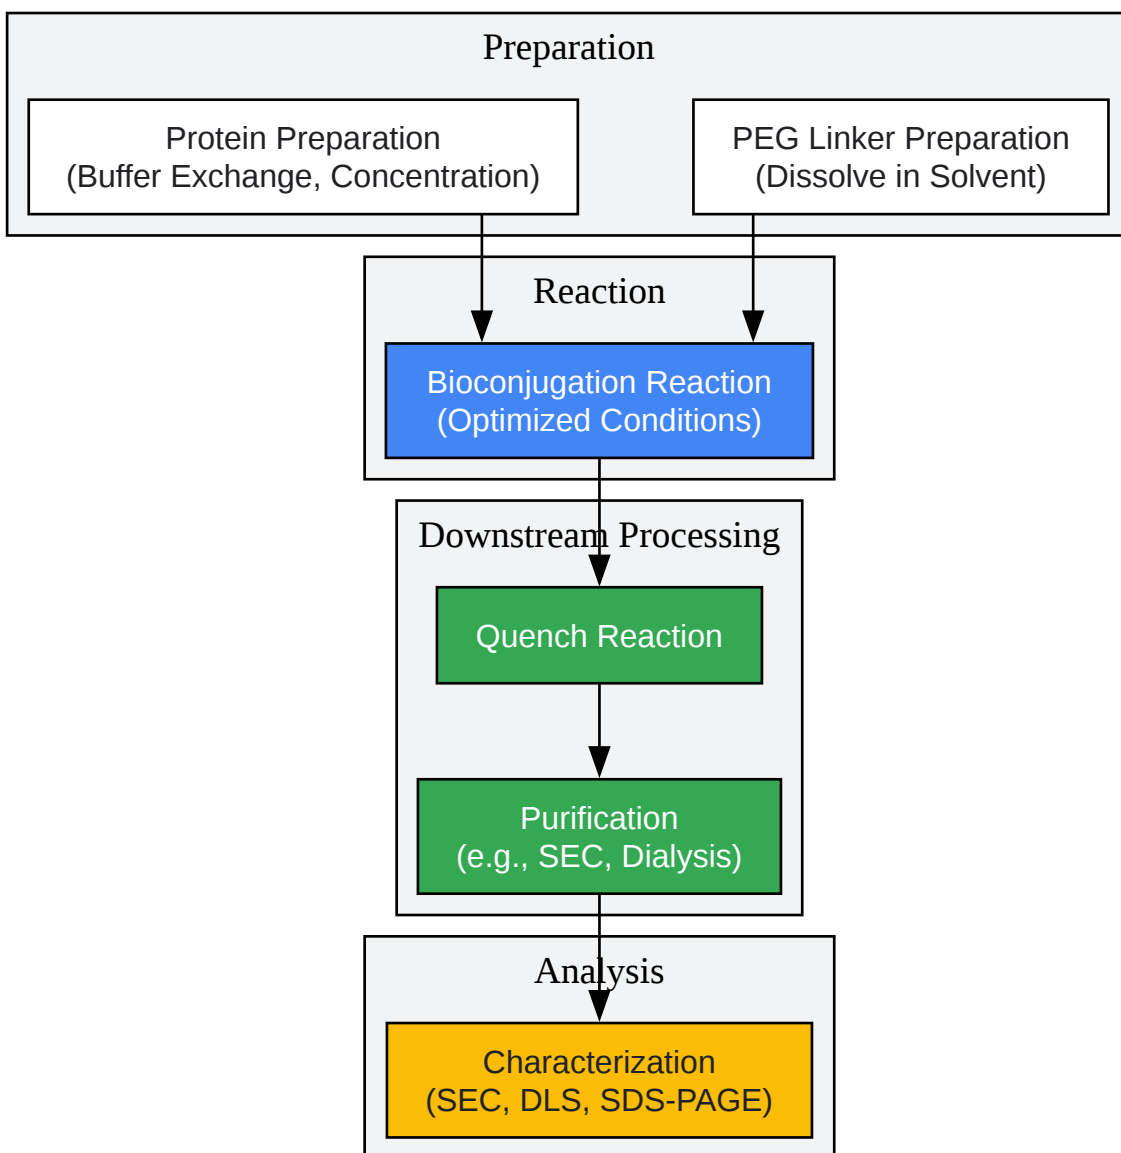 Preparation
Protein Preparation
(Buffer Exchange, Concentration)
PEG Linker Preparation
(Dissolve in Solvent)
Reaction
Bioconjugation Reaction
(Optimized Conditions)
Downstream Processing
Quench Reaction
Purification
(e.g., SEC, Dialysis)
Analysis
Characterization
(SEC, DLS, SDS-PAGE)